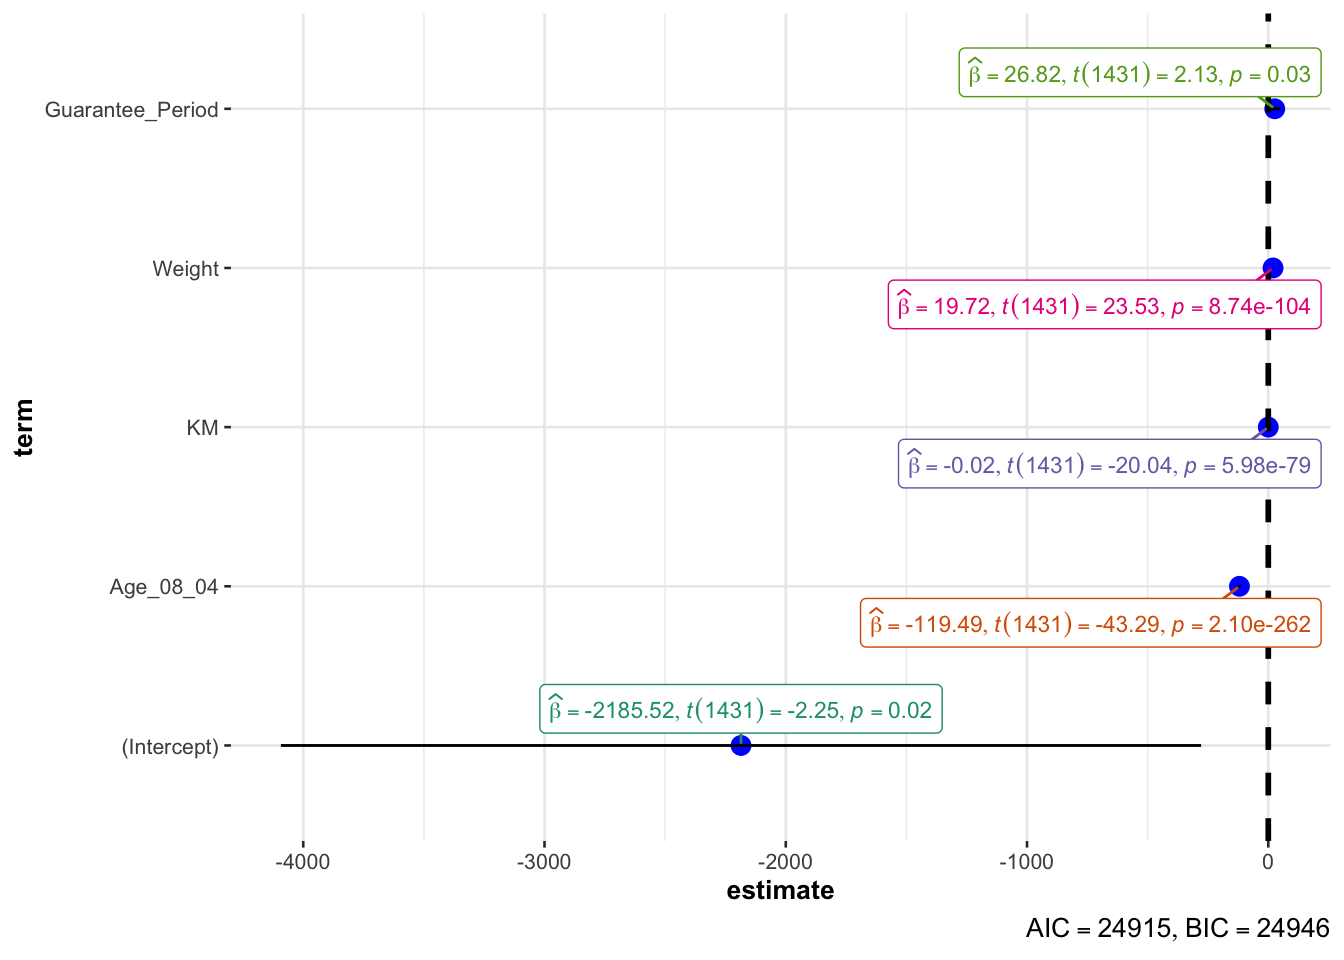 β̂ = 26.82, t(1431) = 2.13, p = 0.03
Guarantee_Period
Weight
β̂ = 19.72, t(1431) = 23.53, p = 8.74e-104
KM
β̂ = -0.02, t(1431) = -20.04, p = 5.98e-79
term
Age_08_04
β̂ = -119.49, t(1431) = -43.29, p = 2.10e-262
β̂ = -2185.52, t(1431) = -2.25, p = 0.02
(Intercept)
-4000 -3000 -2000 -1000 0
estimate
AIC = 24915, BIC = 24946